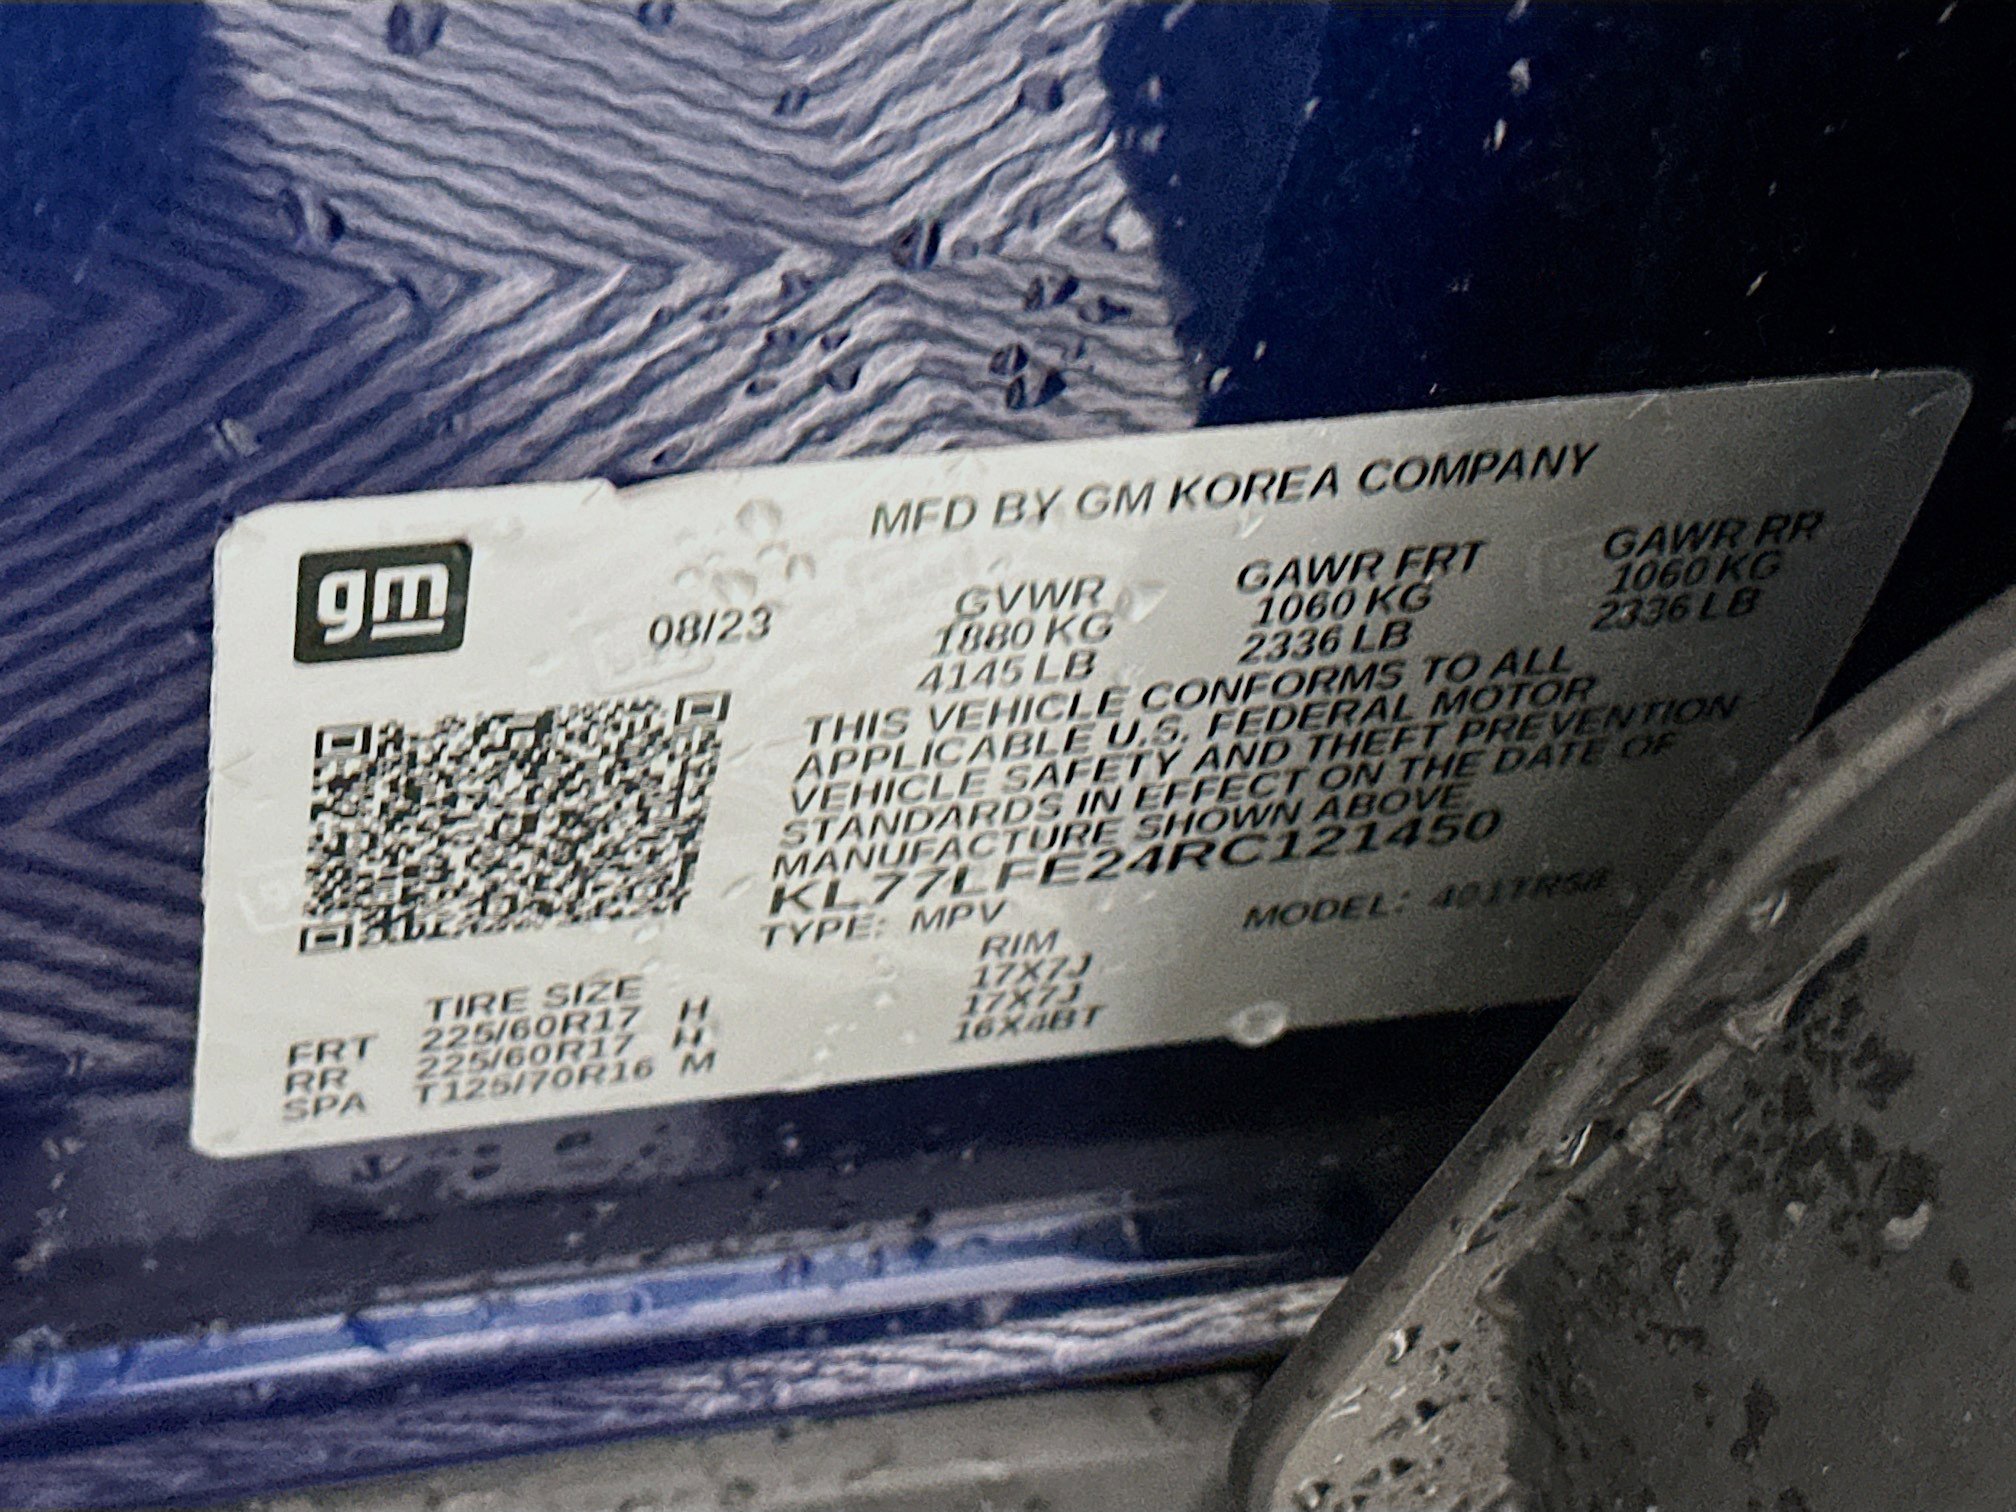 MFD BY GM KOREA COMPANY
gm
08/23 GVWR GAWR FRT GAWR RR
1880 KG 1060 KG 1060 KG
4145 LB 2336 LB 2336 LB
THIS VEHICLE CONFORMS TO ALL
APPLICABLE U.S. FEDERAL MOTOR
VEHICLE SAFETY AND THEFT PREVENTION
STANDARDS IN EFFECT ON THE DATE OF
MANUFACTURE SHOWN ABOVE
KL77LFE24RC121450
TYPE: MPV MODEL:
TIRE SIZE RIM
FRT 225/60R17 H 17X7J
RR 225/60R17 H 17X7J
SPA T125/70R16 M 16X4BT